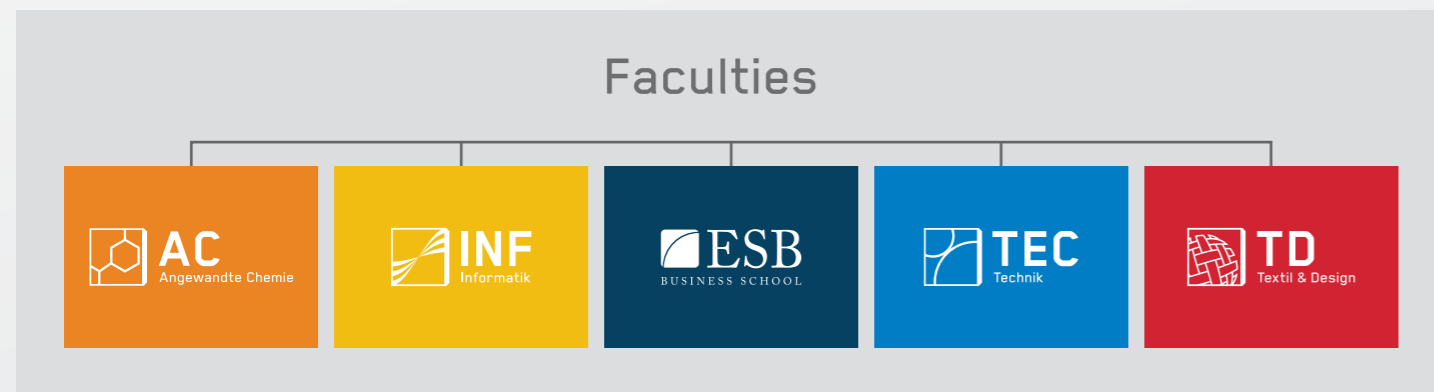 Faculties
AC
Angewandte Chemie
INF
Informatik
ESB
BUSINESS SCHOOL
TEC
Technik
TD
Textil & Design